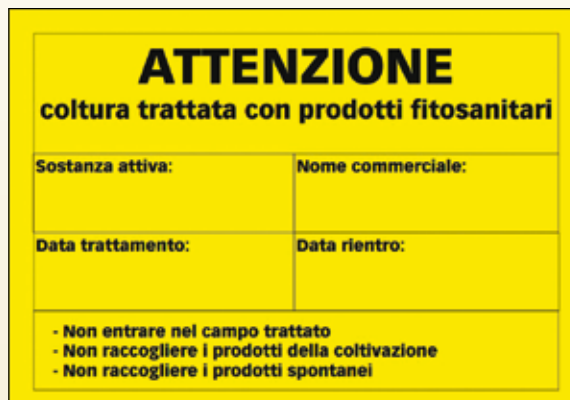 ATTENZIONE
coltura trattata con prodotti fitosanitari
Sostanza attiva:
Nome commerciale:
Data trattamento:
Data rientro:
- Non entrare nel campo trattato
- Non raccogliere i prodotti della coltivazione
- Non raccogliere i prodotti spontanei